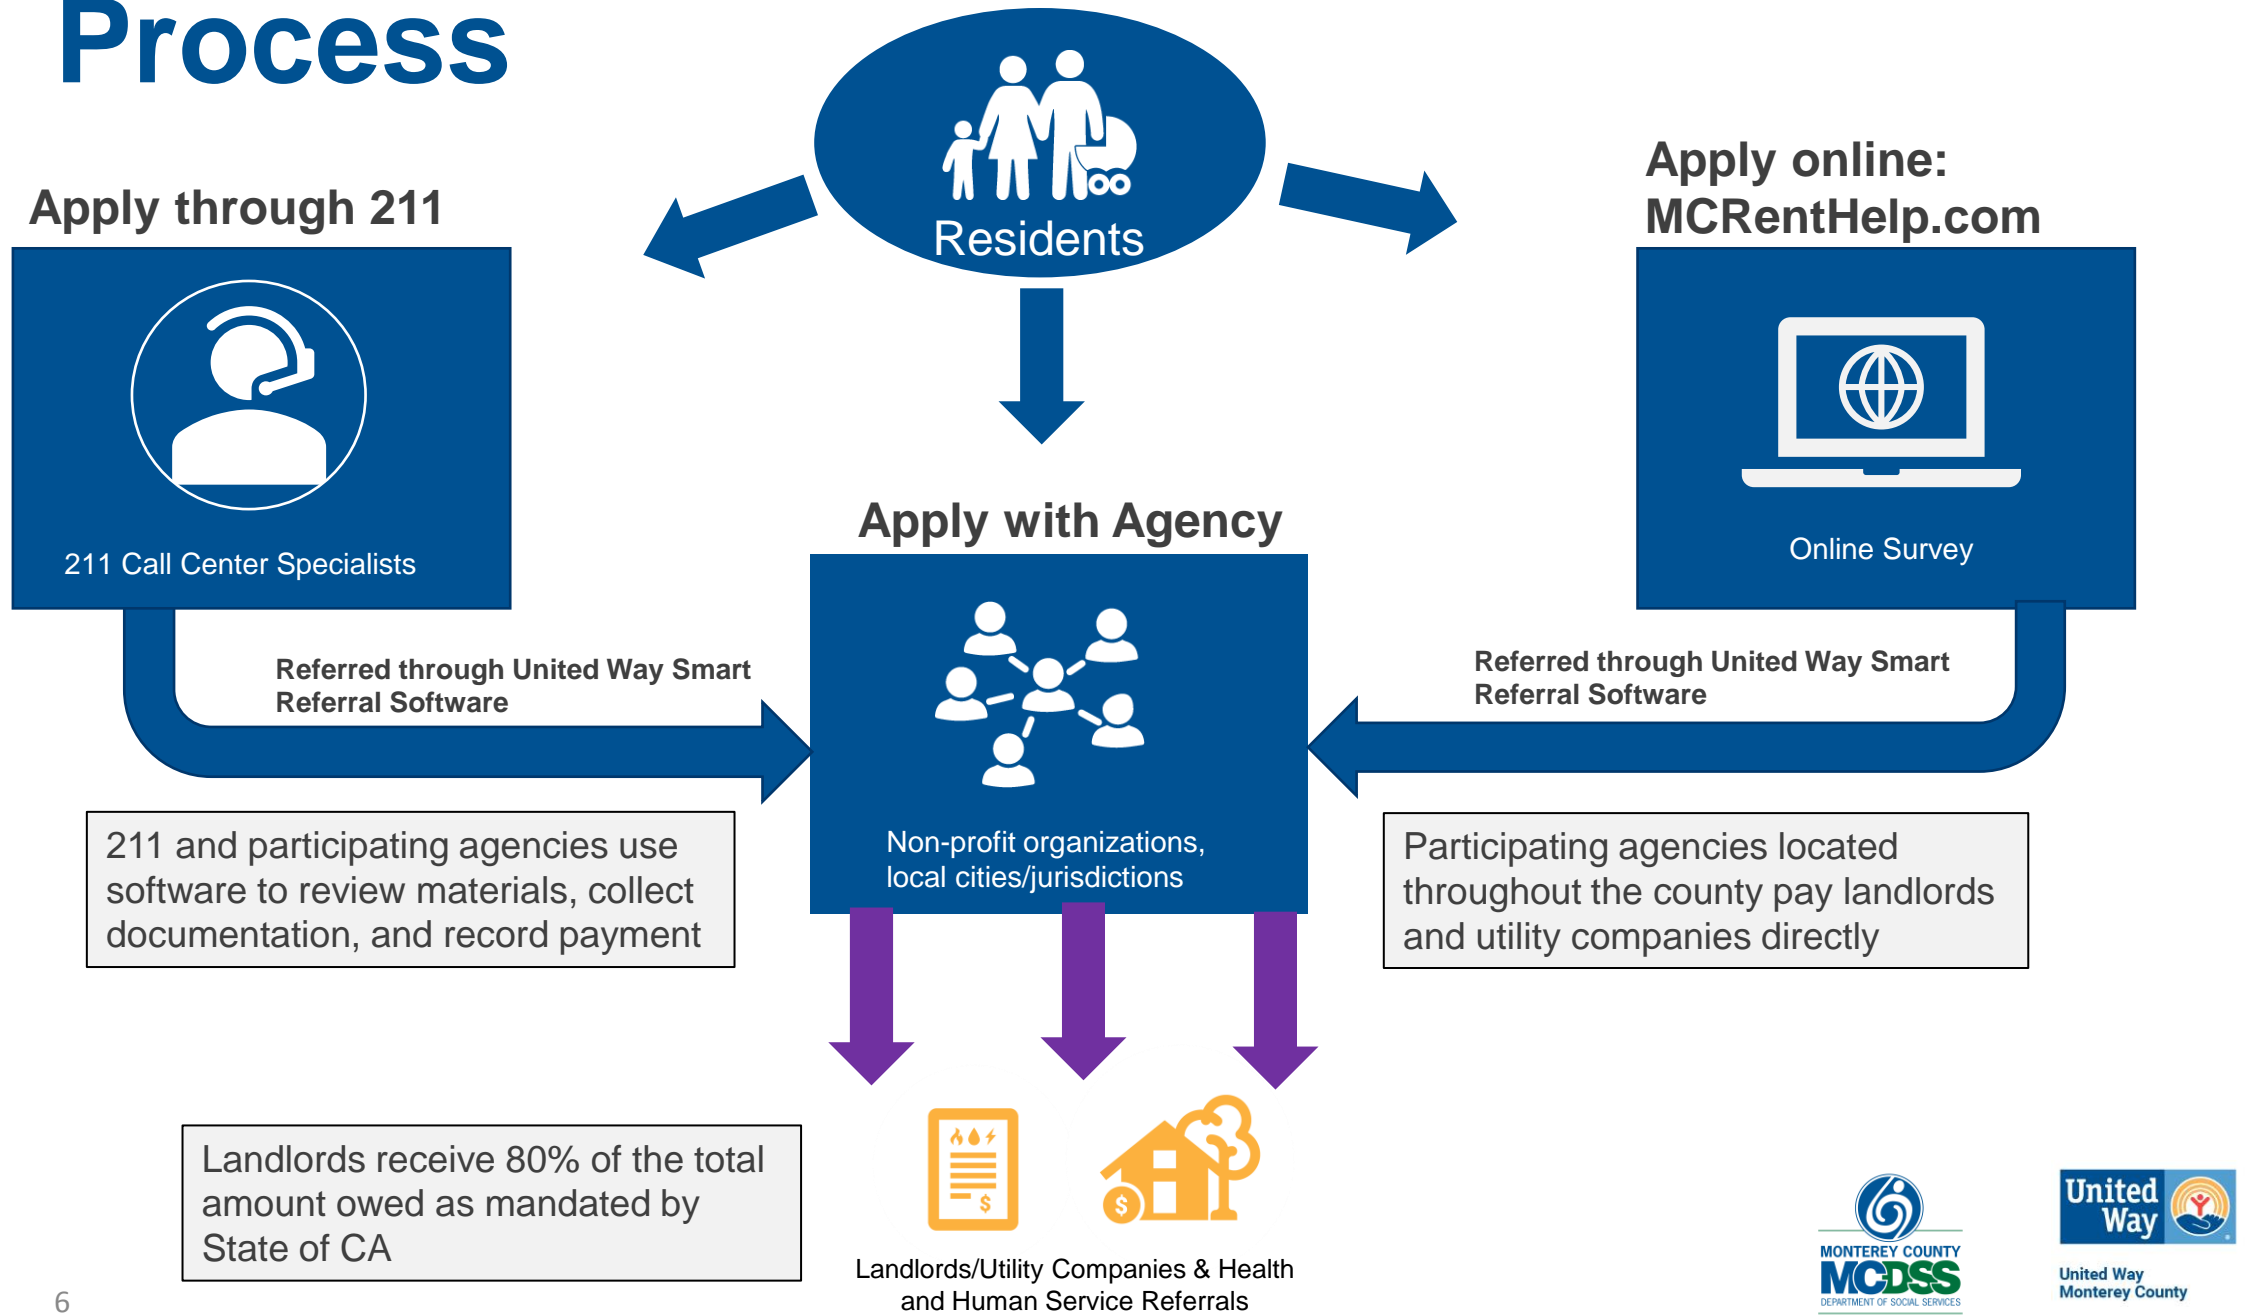 Process
Residents
Apply through 211
211 Call Center Specialists
Apply online:
MCRentHelp.com
Online Survey
Apply with Agency
Referred through United Way Smart
Referral Software
Referred through United Way Smart
Referral Software
Non-profit organizations,
local cities/jurisdictions
211 and participating agencies use
software to review materials, collect
documentation, and record payment
Participating agencies located
throughout the county pay landlords
and utility companies directly
Landlords receive 80% of the total
amount owed as mandated by
State of CA
$
$
Landlords/Utility Companies & Health
and Human Service Referrals
MONTEREY COUNTY
MCDSS
DEPARTMENT OF SOCIAL SERVICES
United
Way
United Way
Monterey County
6